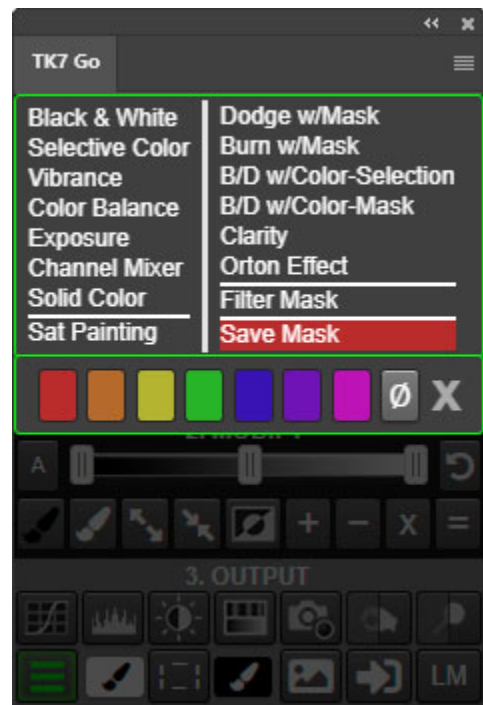 TK7 Go
Black & White
Selective Color
Vibrance
Color Balance
Exposure
Channel Mixer
Solid Color
Sat Painting
Dodge w/Mask
Burn w/Mask
B/D w/Color-Selection
B/D w/Color-Mask
Clarity
Orton Effect
Filter Mask
Save Mask
Ø X
A
+ − X =
3. OUTPUT
LM